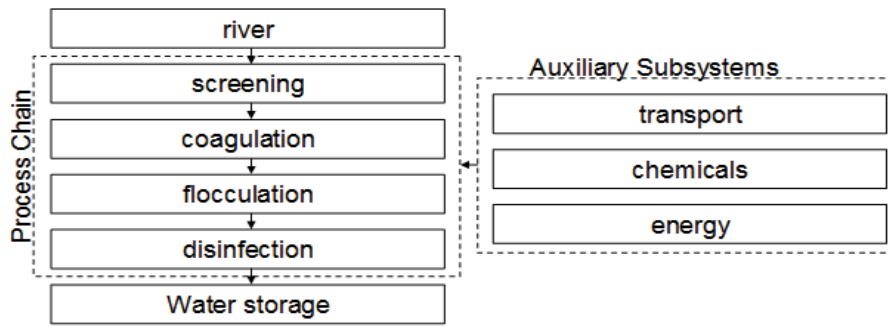 river
Process Chain
screening
coagulation
flocculation
disinfection
Water storage
Auxiliary Subsystems
transport
chemicals
energy